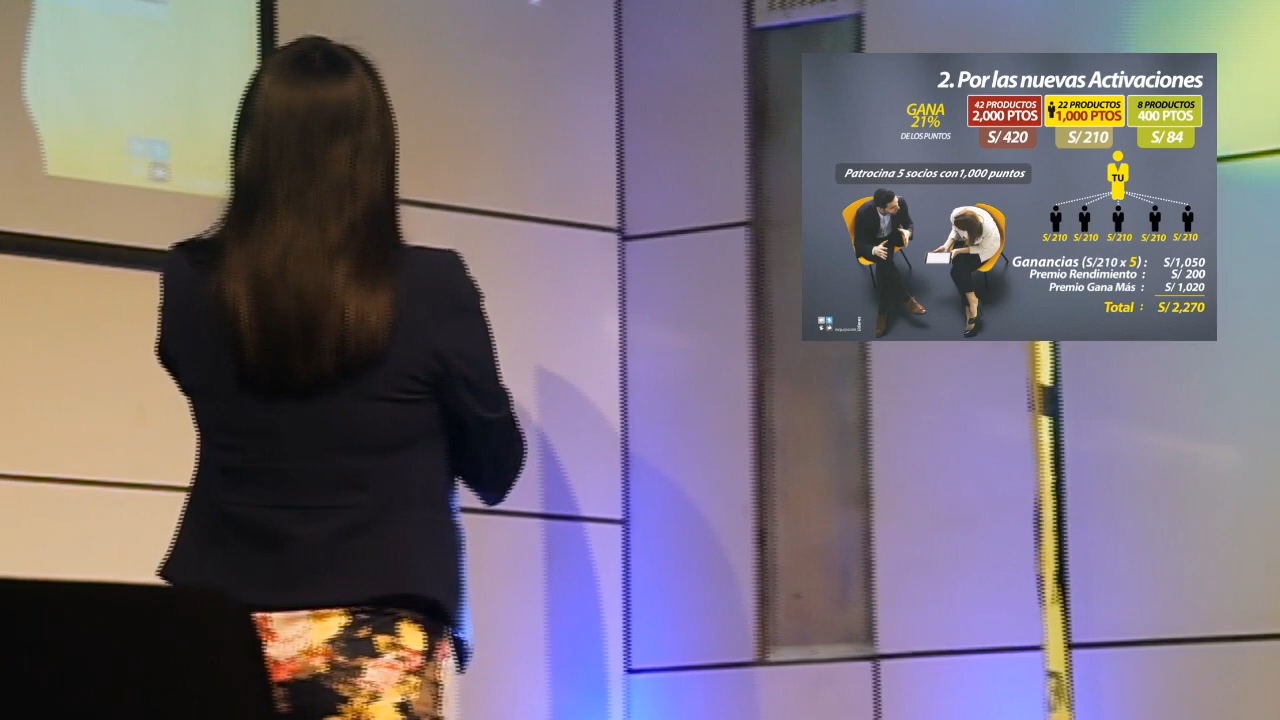 2. Por las nuevas Activaciones
GANA 21% DE LOS PUNTOS
42 PRODUCTOS 22 PRODUCTOS 8 PRODUCTOS
2,000 PTOS 1,000 PTOS 400 PTOS
S/ 420 S/ 210 S/ 84
Patrocina 5 socios con 1,000 puntos
TU
S/ 210 S/ 210 S/ 210 S/ 210 S/ 210
Ganancias (S/210 x 5) : S/1,050
Premio Rendimiento : S/ 200
Premio Gana Más : S/ 1,020
Total : S/ 2,270